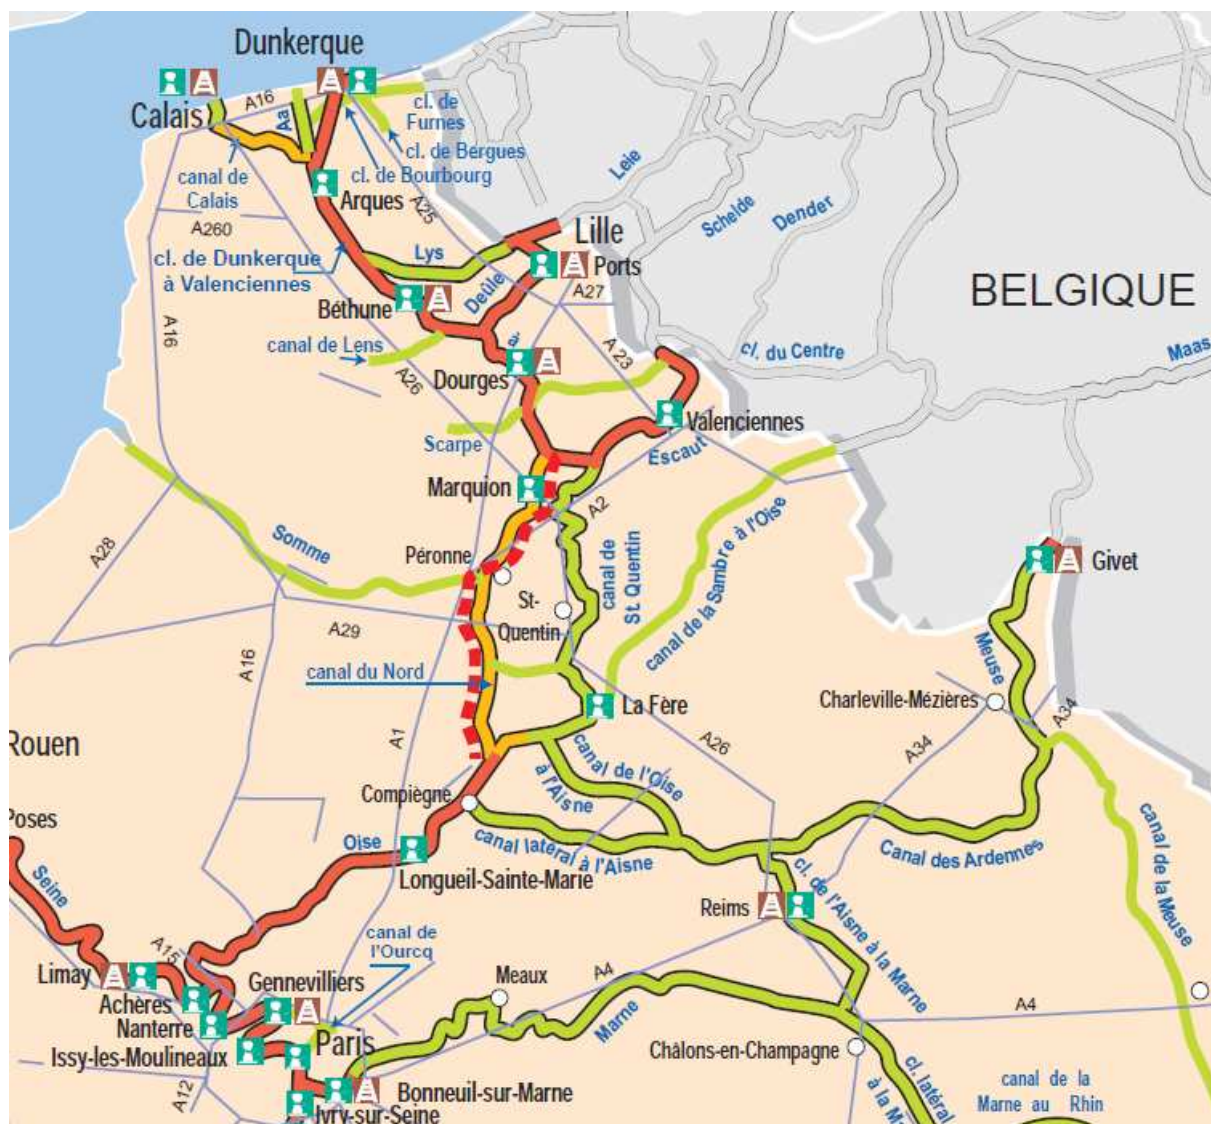 Dunkerque
Calais
A16
Aa
cl. de
Furnes
cl. de Bergues
cl. de Bourbourg
canal de
Calais
Arques
A25
A260
Leie
Schelde
Dender
Lille
Lys
cl. de Dunkerque
à Valenciennes
Ports
Deûle
A27
BELGIQUE
Béthune
A16
canal de Lens
A 23
cl. du Centre
Maas
A26
Dourges
Scarpe
Valenciennes
Escaut
Marquion
A2
Somme
A28
Péronne
canal de
St. Quentin
canal de la Sambre à l'Oise
Givet
St-
Quentin
A29
A16
canal du Nord
Meuse
La Fère
Charleville-Mézières
A34
A34
Rouen
A1
A26
canal de l'Oise
à l'Aisne
Compiègne
Poses
Oise
canal latéral à l'Aisne
Canal des Ardennes
canal de la Meuse
Seine
Longueil-Sainte-Marie
cl. de l'Aisne à la Marne
Reims
canal de
l'Ourcq
A15
Limay
Gennevilliers
Meaux
A4
Achères
Nanterre
Marne
A4
Paris
Issy-les-Moulineaux
Châlons-en-Champagne
A12
Bonneuil-sur-Marne
cl. latéral
canal de la
Marne au Rhin
Ivry-sur-Seine